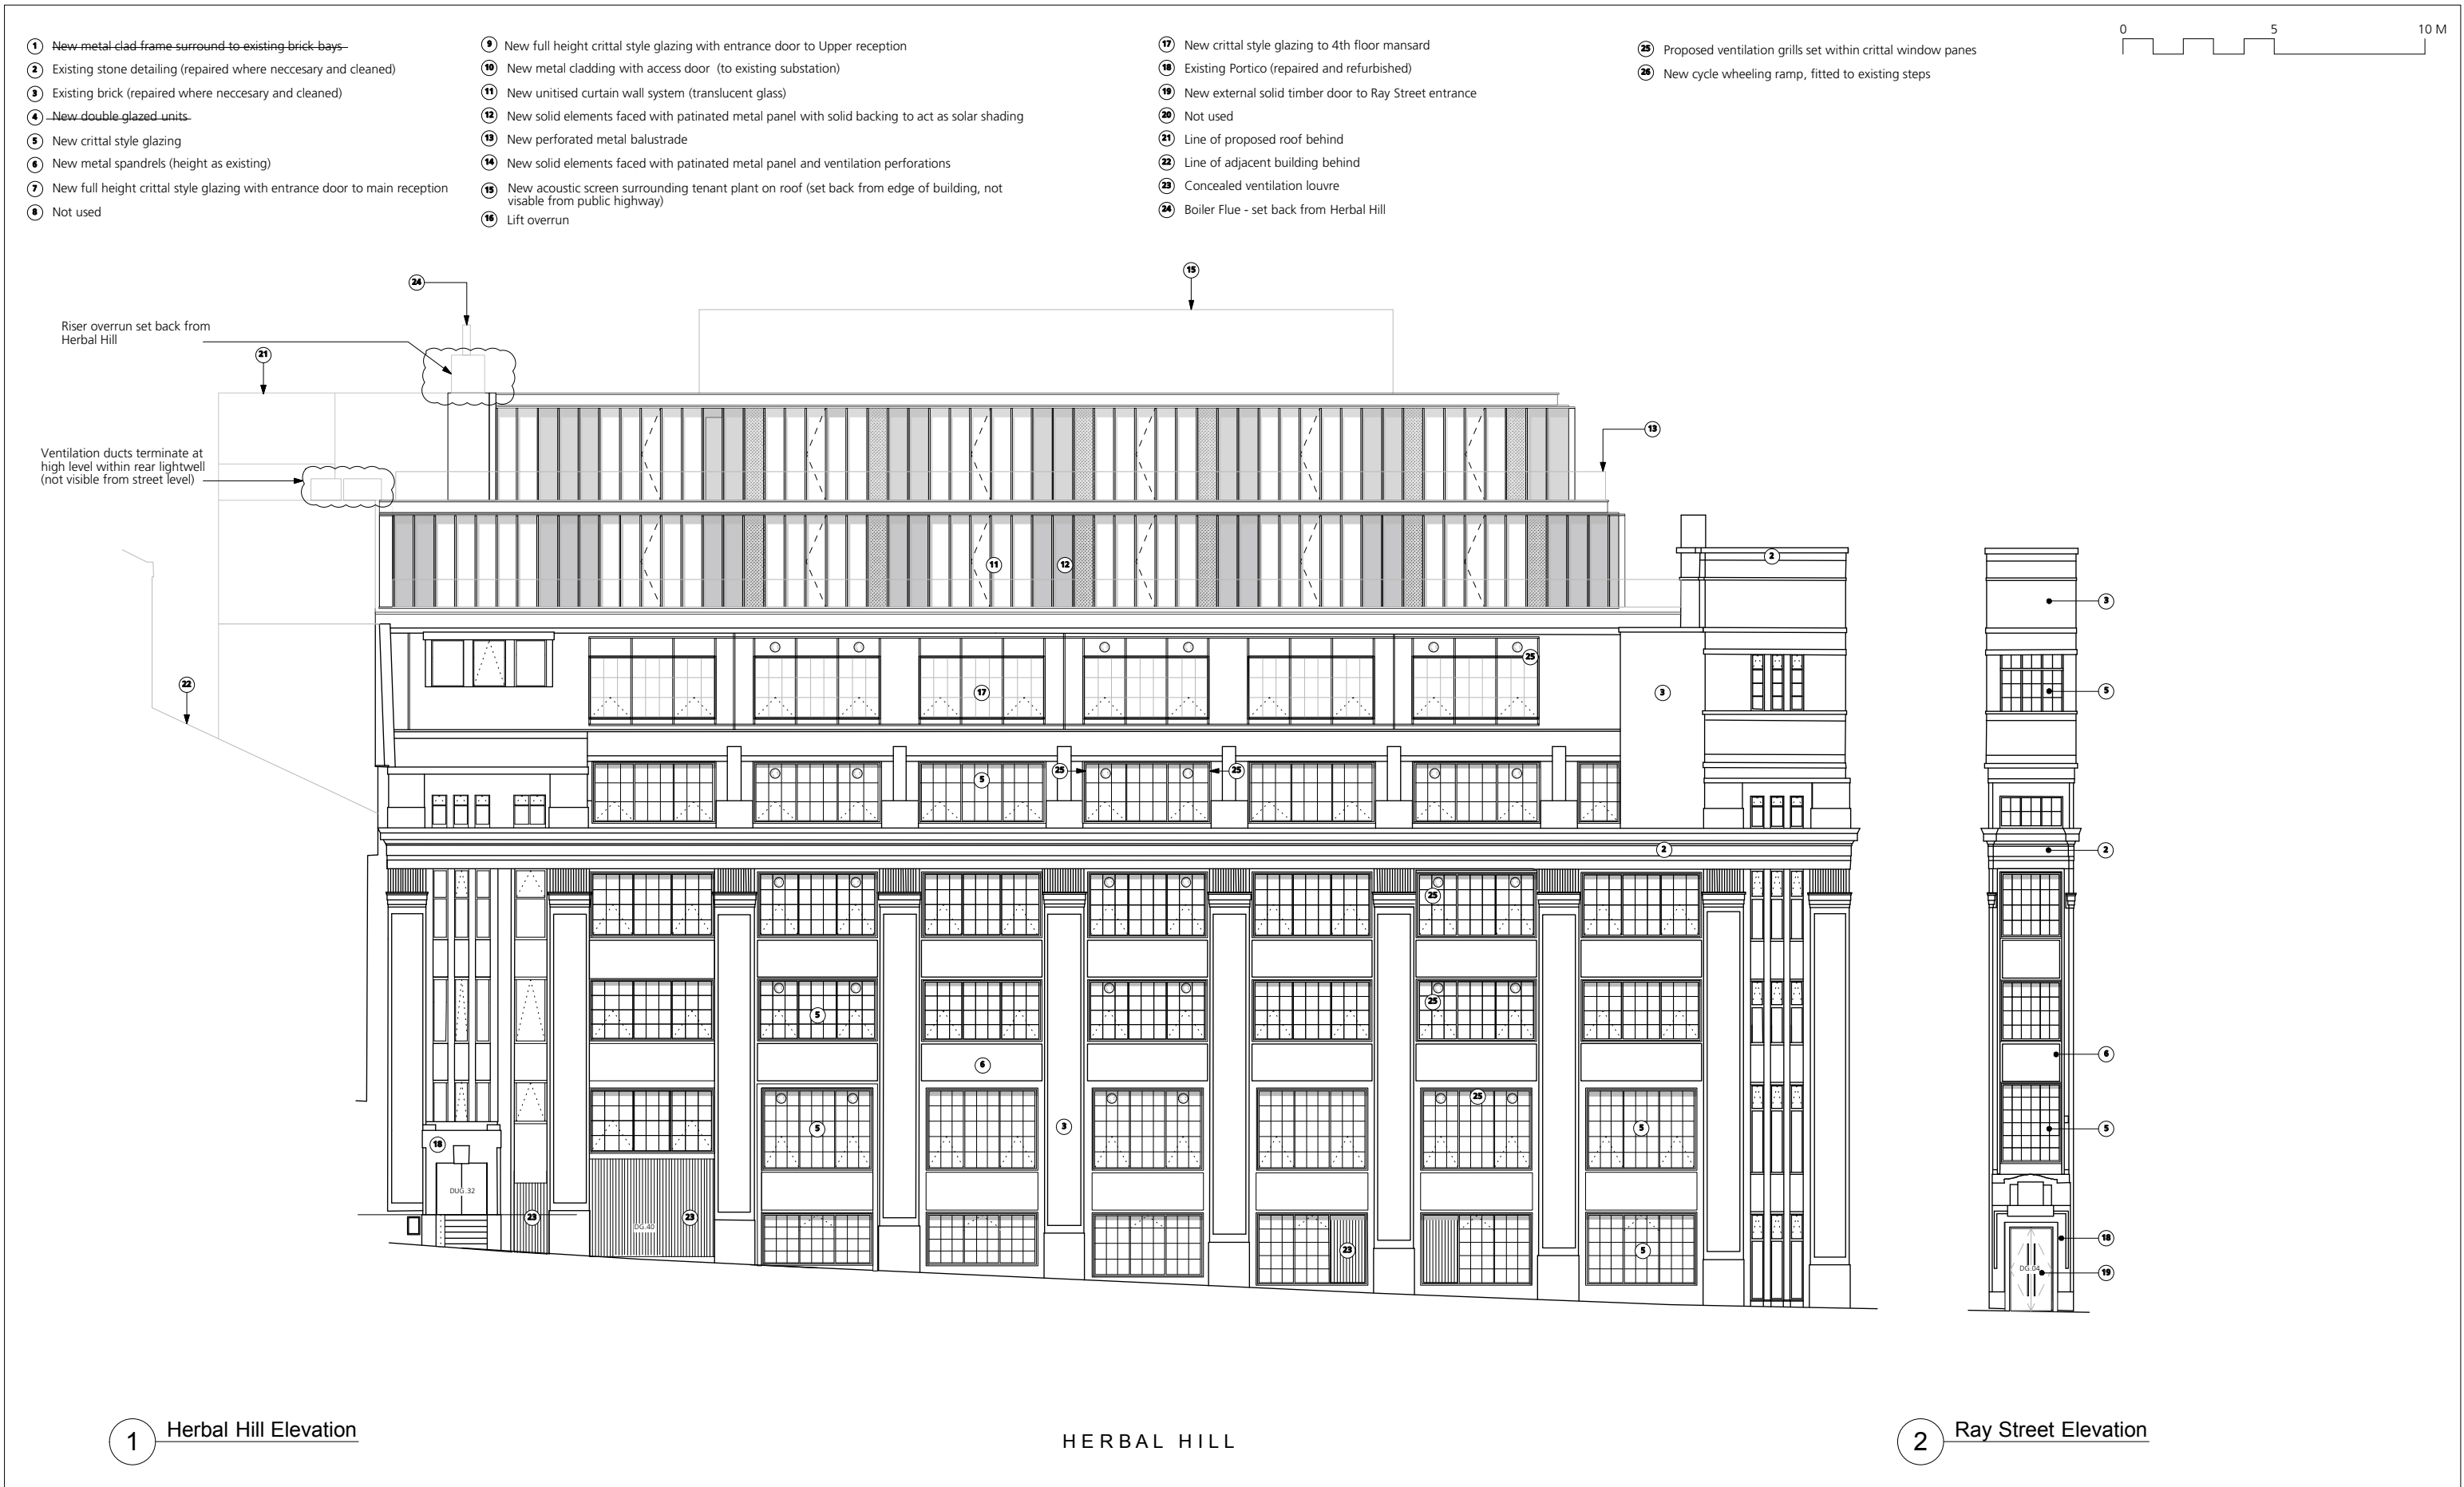 1 New metal clad frame surround to existing brick bays
2 Existing stone detailing (repaired where neccesary and cleaned)
3 Existing brick (repaired where neccesary and cleaned)
4 New double glazed units
5 New crittal style glazing
6 New metal spandrels (height as existing)
7 New full height crittal style glazing with entrance door to main reception
8 Not used
9 New full height crittal style glazing with entrance door to Upper reception
10 New metal cladding with access door (to existing substation)
11 New unitised curtain wall system (translucent glass)
12 New solid elements faced with patinated metal panel with solid backing to act as solar shading
13 New perforated metal balustrade
14 New solid elements faced with patinated metal panel and ventilation perforations
15 New acoustic screen surrounding tenant plant on roof (set back from edge of building, not
visable from public highway)
16 Lift overrun
17 New crittal style glazing to 4th floor mansard
18 Existing Portico (repaired and refurbished)
19 New external solid timber door to Ray Street entrance
20 Not used
21 Line of proposed roof behind
22 Line of adjacent building behind
23 Concealed ventilation louvre
24 Boiler Flue - set back from Herbal Hill
25 Proposed ventilation grills set within crittal window panes
26 New cycle wheeling ramp, fitted to existing steps
0 5 10 M
15
24
Riser overrun set back from
Herbal Hill
21
13
Ventilation ducts terminate at
high level within rear lightwell
(not visible from street level)
2
11 12
3
25
22 17 3 5
25 5 25
2 2
25
25
5
6 6
25
5 3 5 5
18
DUG.32
23 DG.40 23 18
23 5
DG.04 19
1 Herbal Hill Elevation
HERBAL HILL
2 Ray Street Elevation